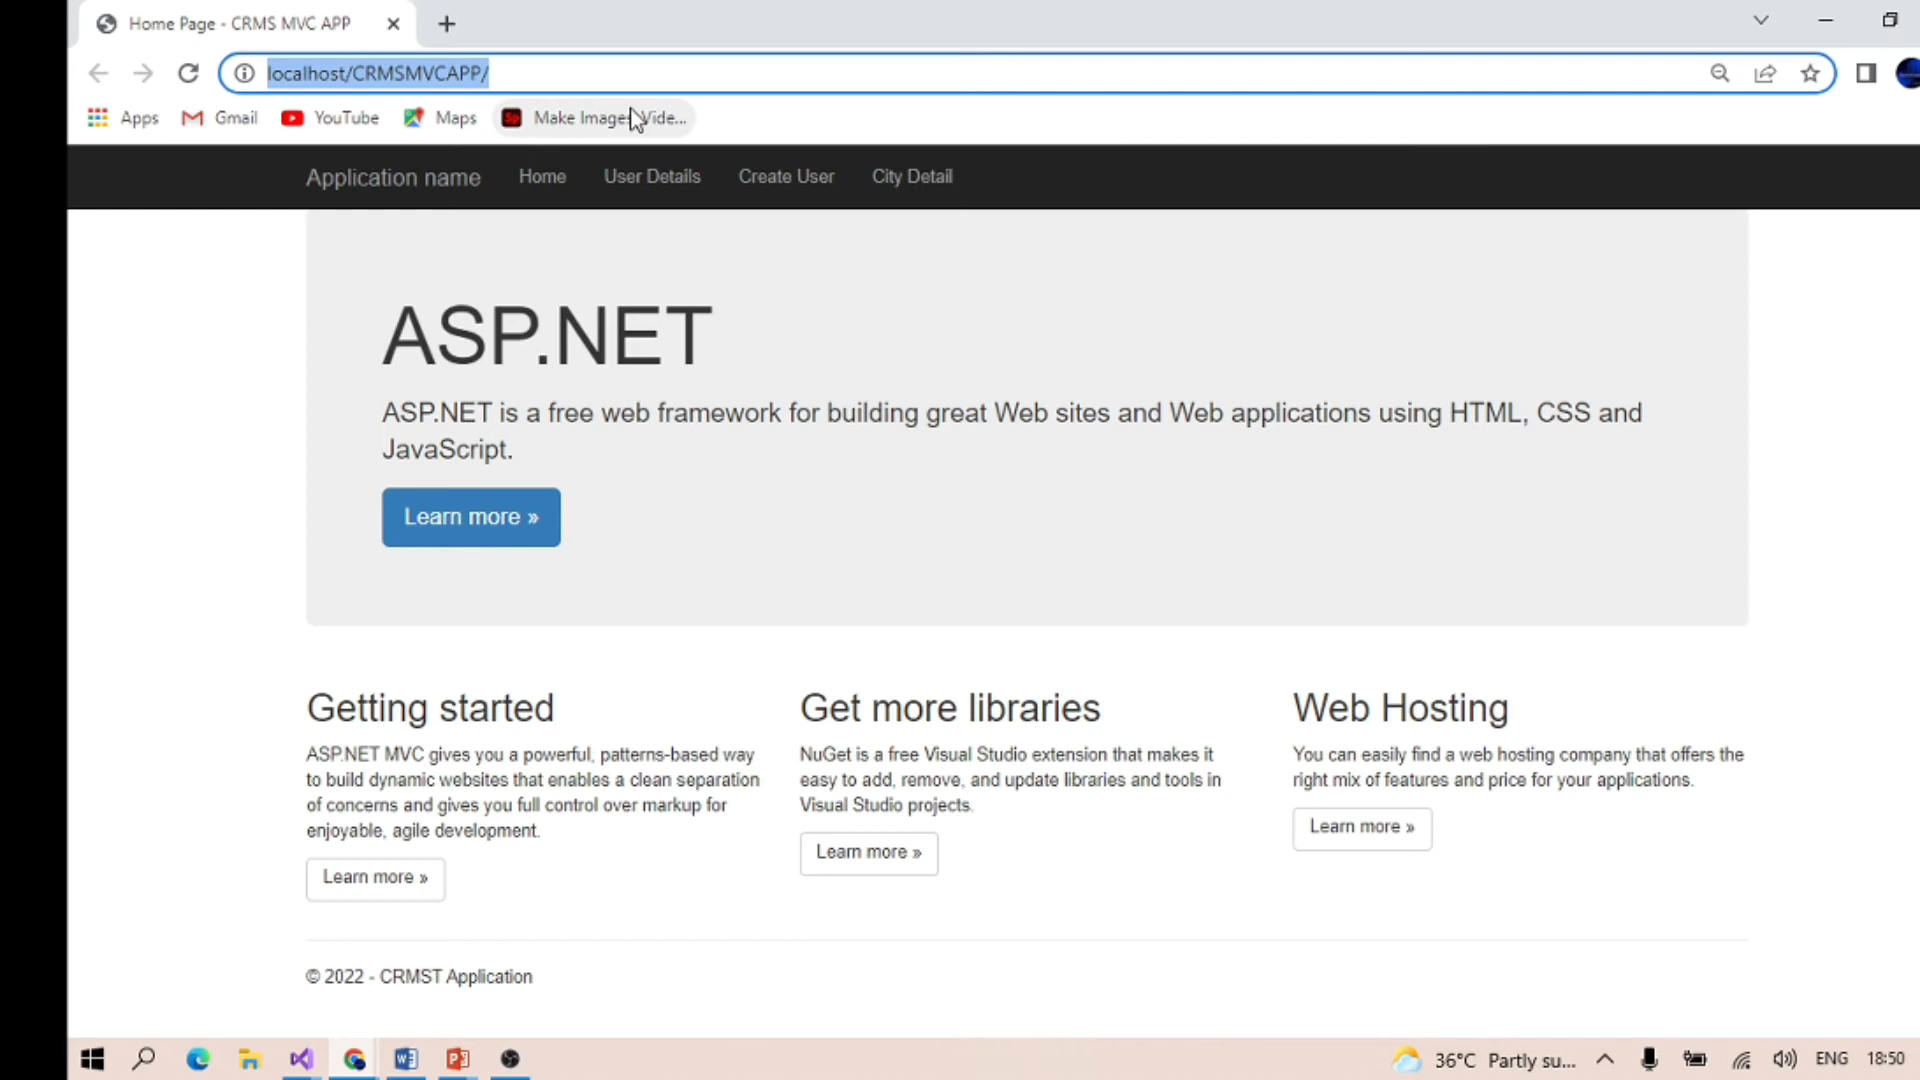 Home Page - CRMS MVC APP
localhost/CRMSMVCAPP/
Apps Gmail YouTube Maps Make Images Vide...
Application name Home User Details Create User City Detail
ASP.NET
ASP.NET is a free web framework for building great Web sites and Web applications using HTML, CSS and
JavaScript.
Learn more »
Getting started
ASP.NET MVC gives you a powerful, patterns-based way
to build dynamic websites that enables a clean separation
of concerns and gives you full control over markup for
enjoyable, agile development.
Learn more »
Get more libraries
NuGet is a free Visual Studio extension that makes it
easy to add, remove, and update libraries and tools in
Visual Studio projects.
Learn more »
Web Hosting
You can easily find a web hosting company that offers the
right mix of features and price for your applications.
Learn more »
© 2022 - CRMST Application
36°C Partly su... ENG 18:50